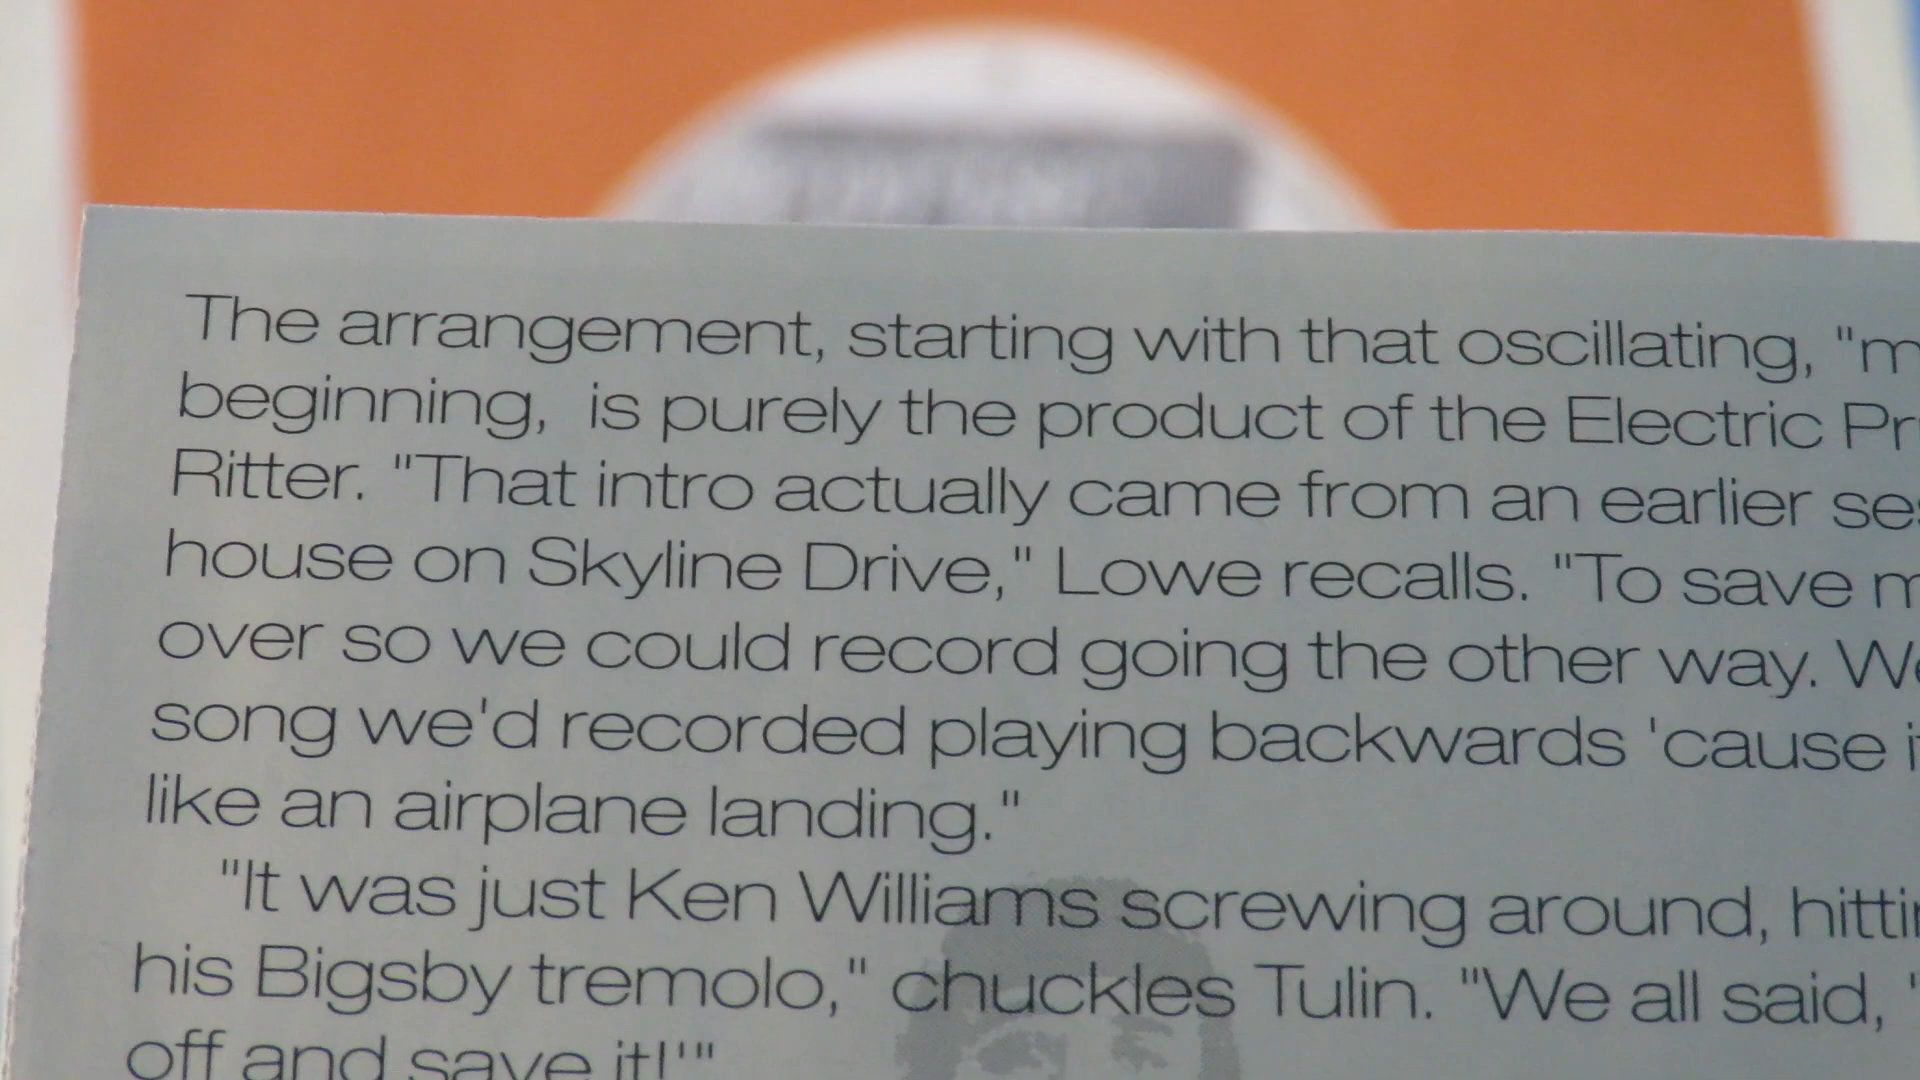 The arrangement, starting with that oscillating,
beginning, is purely the product of the Electric
Ritter. "That intro actually came from an earlier
house on Skyline Drive," Lowe recalls. "To save
over so we could record going the other way.
song we'd recorded playing backwards 'cause
like an airplane landing."
"It was just Ken Williams screwing around,
his Bigsby tremolo," chuckles Tulin. "We all said,
off and save it!'"